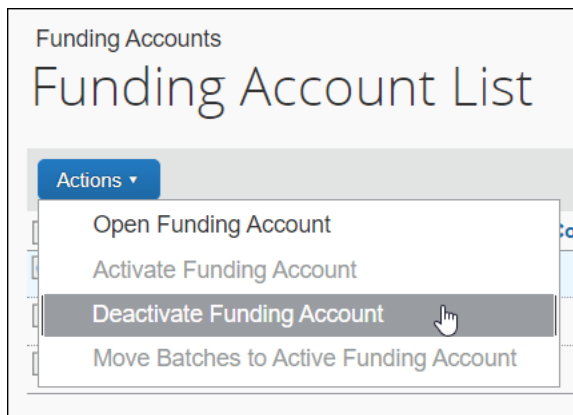 Funding Accounts
Funding Account List
Actions
Open Funding Account
Activate Funding Account
Deactivate Funding Account
Move Batches to Active Funding Account